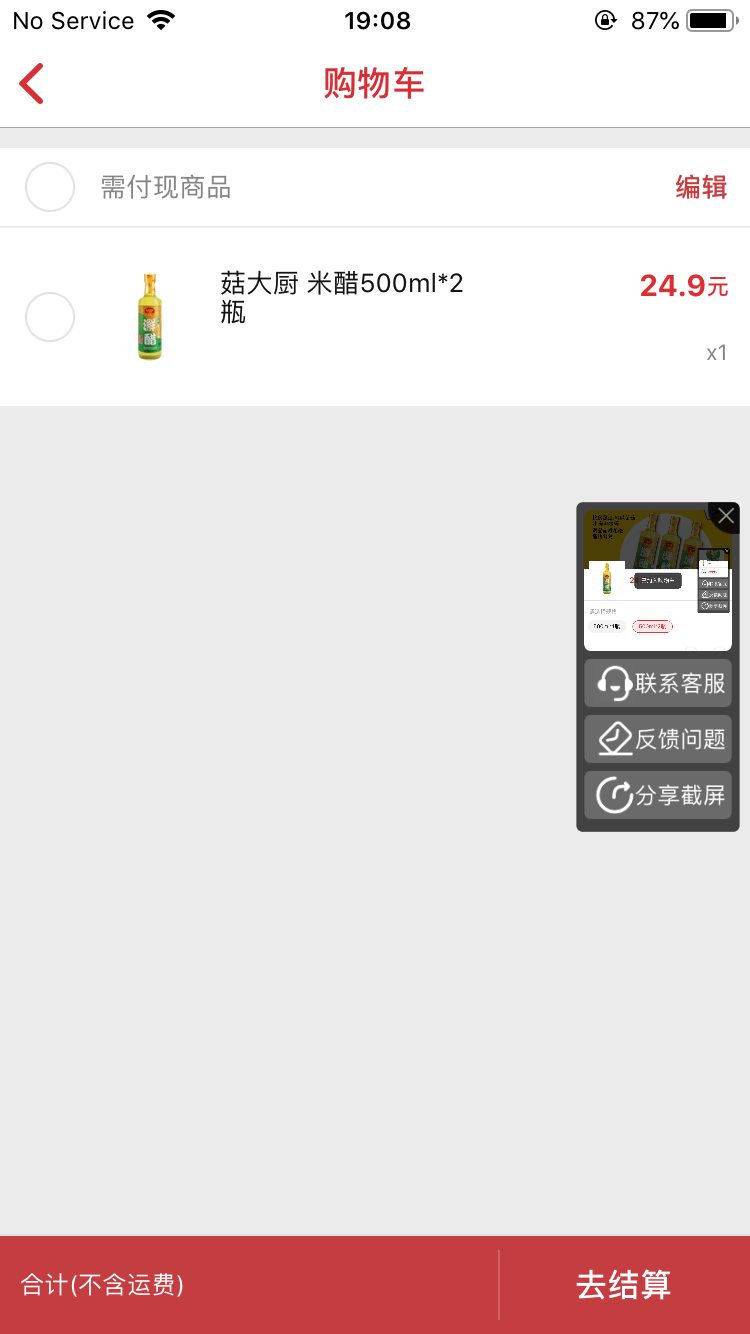 No Service
19:08
87%
购物车
需付现商品
编辑
菇大厨 米醋500ml*2
瓶
24.9元
x1
联系客服
反馈问题
分享截屏
合计(不含运费)
去结算